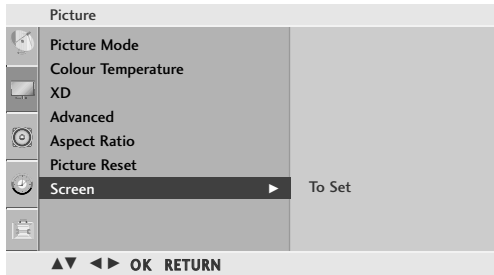 Picture
Picture Mode
Colour Temperature
XD
Advanced
Aspect Ratio
Picture Reset
Screen ► To Set
▲▼ ◄► OK RETURN